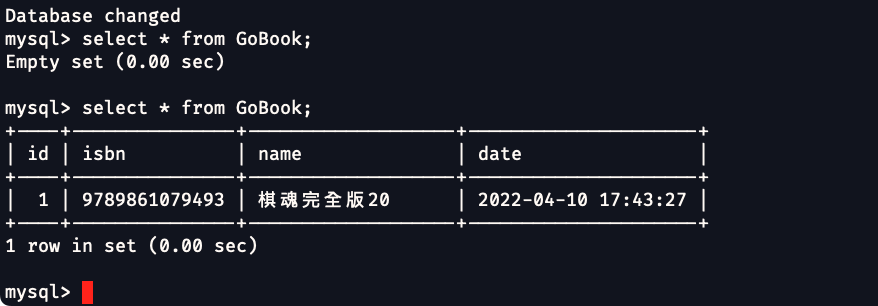 Database changed
mysql> select * from GoBook;
Empty set (0.00 sec)
mysql> select * from GoBook;
+----+---------------+-------------------+---------------------+
| id | isbn          | name              | date                |
+----+---------------+-------------------+---------------------+
|  1 | 9789861079493 | 棋魂完全版20      | 2022-04-10 17:43:27 |
+----+---------------+-------------------+---------------------+
1 row in set (0.00 sec)
mysql>